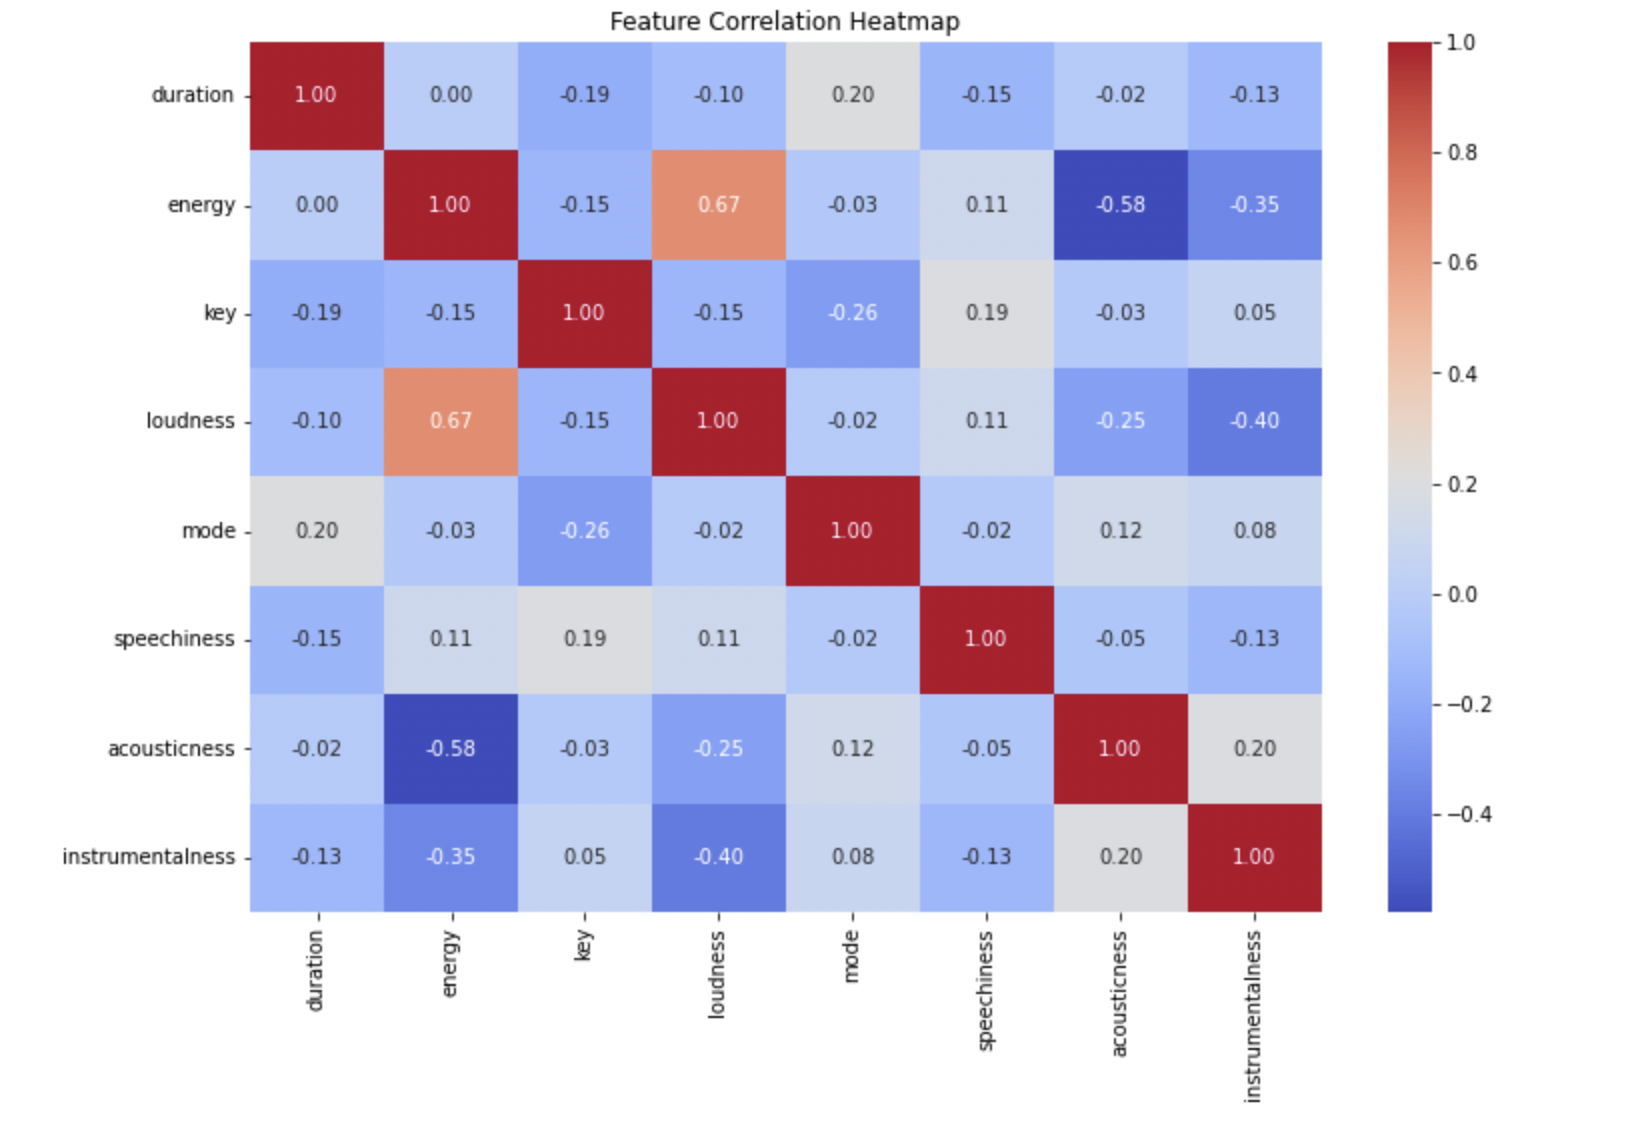 Feature Correlation Heatmap
duration 1.00 0.00 -0.19 -0.10 0.20 -0.15 -0.02 -0.13
energy 0.00 1.00 -0.15 0.67 -0.03 0.11 -0.58 -0.35
key -0.19 -0.15 1.00 -0.15 -0.26 0.19 -0.03 0.05
loudness -0.10 0.67 -0.15 1.00 -0.02 0.11 -0.25 -0.40
mode 0.20 -0.03 -0.26 -0.02 1.00 -0.02 0.12 0.08
speechiness -0.15 0.11 0.19 0.11 -0.02 1.00 -0.05 -0.13
acousticness -0.02 -0.58 -0.03 -0.25 0.12 -0.05 1.00 0.20
instrumentalness -0.13 -0.35 0.05 -0.40 0.08 -0.13 0.20 1.00
duration
energy
key
loudness
mode
speechiness
acousticness
instrumentalness
1.0
0.8
0.6
0.4
0.2
0.0
−0.2
−0.4